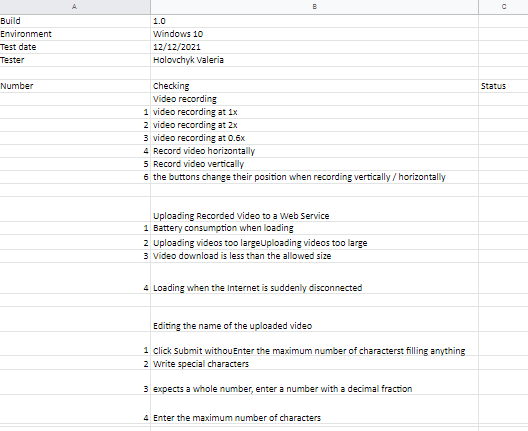 A B C
Build 1.0
Environment Windows 10
Test date 12/12/2021
Tester Holovchyk Valeria
Number Checking Status
Video recording
1 video recording at 1x
2 video recording at 2x
3 video recording at 0.6x
4 Record video horizontally
5 Record video vertically
6 the buttons change their position when recording vertically / horizontally
Uploading Recorded Video to a Web Service
1 Battery consumption when loading
2 Uploading videos too largeUploading videos too large
3 Video download is less than the allowed size
4 Loading when the Internet is suddenly disconnected
Editing the name of the uploaded video
1 Click Submit withouEnter the maximum number of characterst filling anything
2 Write special characters
3 expects a whole number, enter a number with a decimal fraction
4 Enter the maximum number of characters